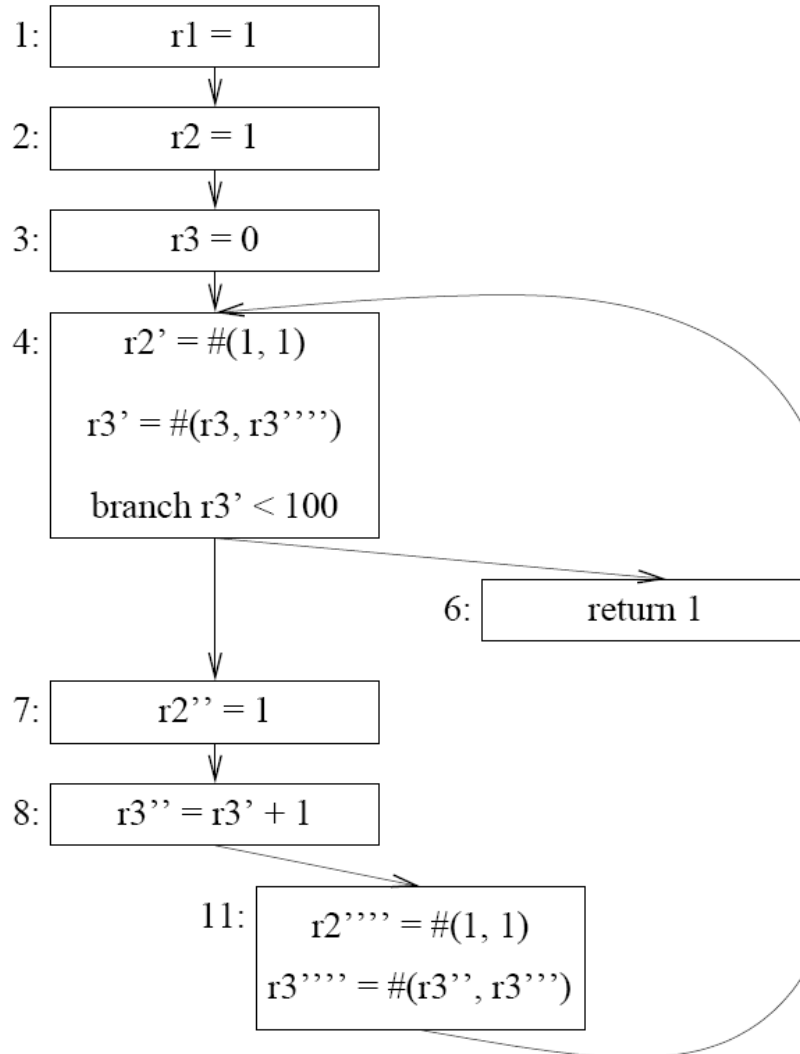 1: r1 = 1
2: r2 = 1
3: r3 = 0
4: r2’ = #(1, 1)
r3’ = #(r3, r3’’’’)
branch r3’ < 100
6: return 1
7: r2’’ = 1
8: r3’’ = r3’ + 1
11: r2’’’’ = #(1, 1)
r3’’’’ = #(r3’’, r3’’’)